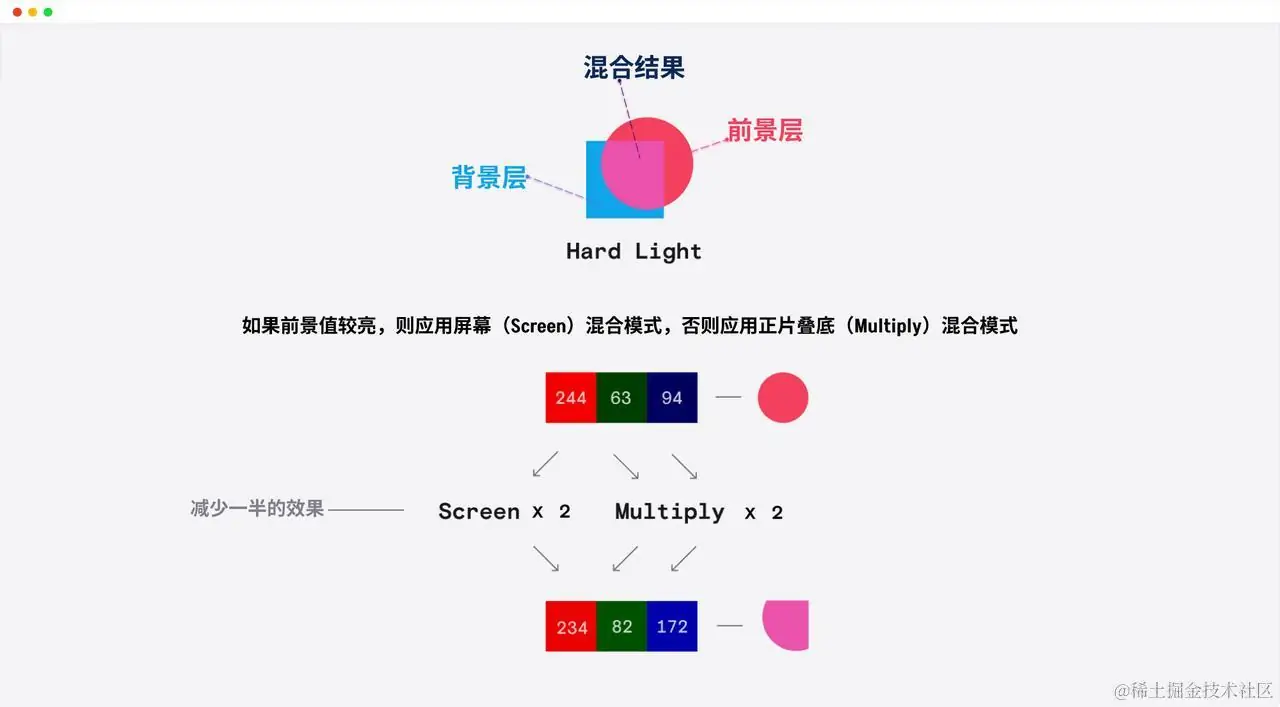 混合结果
前景层
背景层
Hard Light
如果前景值较亮，则应用屏幕（Screen）混合模式，否则应用正片叠底（Multiply）混合模式
244 63 94
减少一半的效果
Screen x 2 Multiply x 2
234 82 172
@稀土掘金技术社区